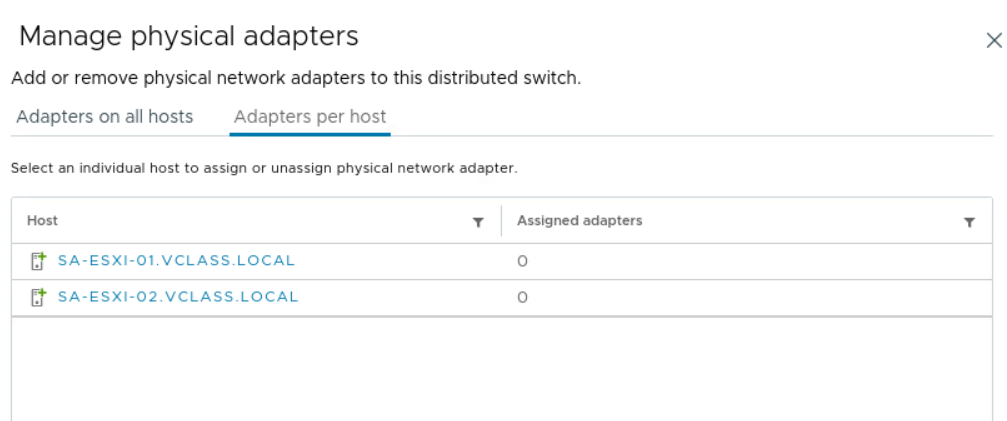 Manage physical adapters
Add or remove physical network adapters to this distributed switch.
Adapters on all hosts Adapters per host
Select an individual host to assign or unassign physical network adapter.
Host Assigned adapters
SA-ESXI-01.VCLASS.LOCAL 0
SA-ESXI-02.VCLASS.LOCAL 0